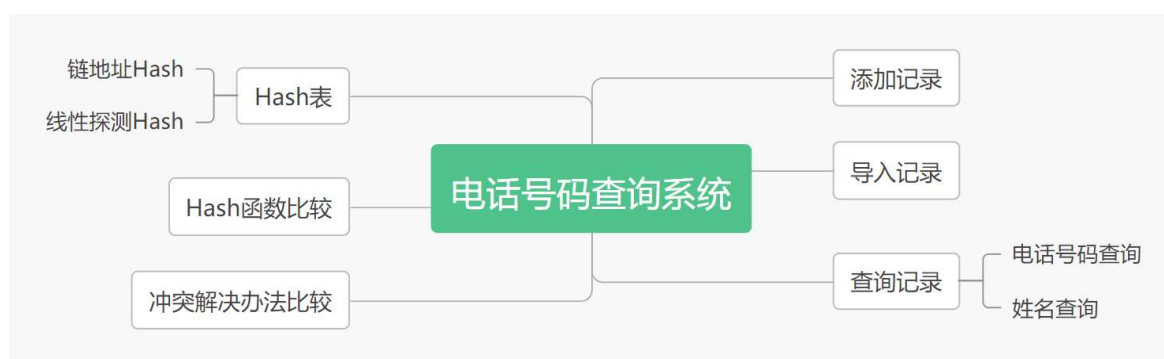 电话号码查询系统
Hash表
链地址Hash
线性探测Hash
Hash函数比较
冲突解决办法比较
添加记录
导入记录
查询记录
电话号码查询
姓名查询